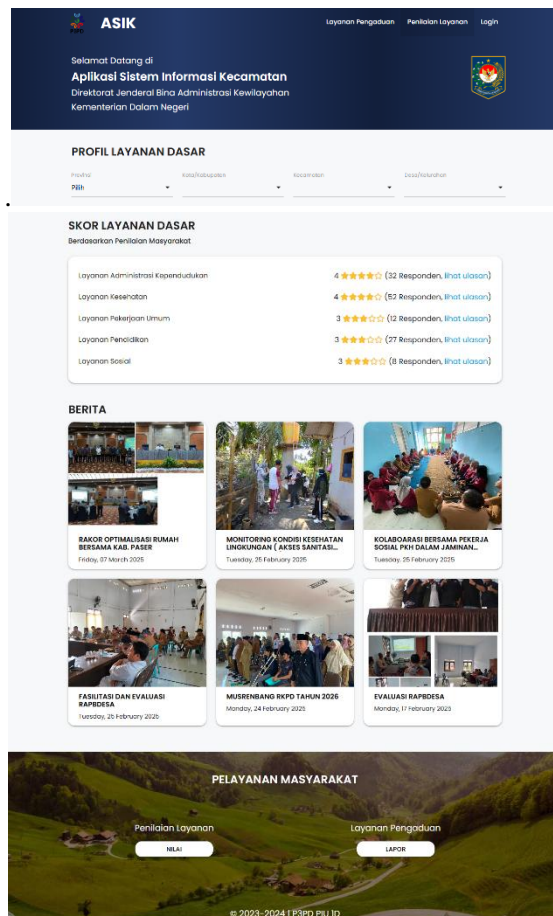 ASIK
Layanan Pengaduan Penilaian Layanan Login
Selamat Datang di
Aplikasi Sistem Informasi Kecamatan
Direktorat Jenderal Bina Administrasi Kewilayahan
Kementerian Dalam Negeri
PROFIL LAYANAN DASAR
Provinsi Kota/Kabupaten Kecamatan Desa/Kelurahan
Pilih
SKOR LAYANAN DASAR
Berdasarkan Penilaian Masyarakat
Layanan Administrasi Kependudukan 4 ★★★★☆ (32 Responden, lihat ulasan)
Layanan Kesehatan 4 ★★★★☆ (52 Responden, lihat ulasan)
Layanan Pekerjaan Umum 3 ★★★☆☆ (12 Responden, lihat ulasan)
Layanan Pendidikan 3 ★★★☆☆ (27 Responden, lihat ulasan)
Layanan Sosial 3 ★★★☆☆ (8 Responden, lihat ulasan)
BERITA
RAKOR OPTIMALISASI RUMAH
BERSAMA KAB. PASER
Friday, 07 March 2025
MONITORING KONDISI KESEHATAN
LINGKUNGAN ( AKSES SANITASI...
Tuesday, 25 February 2025
KOLABOARASI BERSAMA PEKERJA
SOSIAL PKH DALAM JAMINAN...
Tuesday, 25 February 2025
FASILITASI DAN EVALUASI
RAPBDESA
Tuesday, 25 February 2025
MUSRENBANG RKPD TAHUN 2026
Monday, 24 February 2025
EVALUASI RAPBDESA
Monday, 17 February 2025
PELAYANAN MASYARAKAT
Penilaian Layanan Layanan Pengaduan
NILAI LAPOR
© 2023-2024 | P3PD PIU 1D